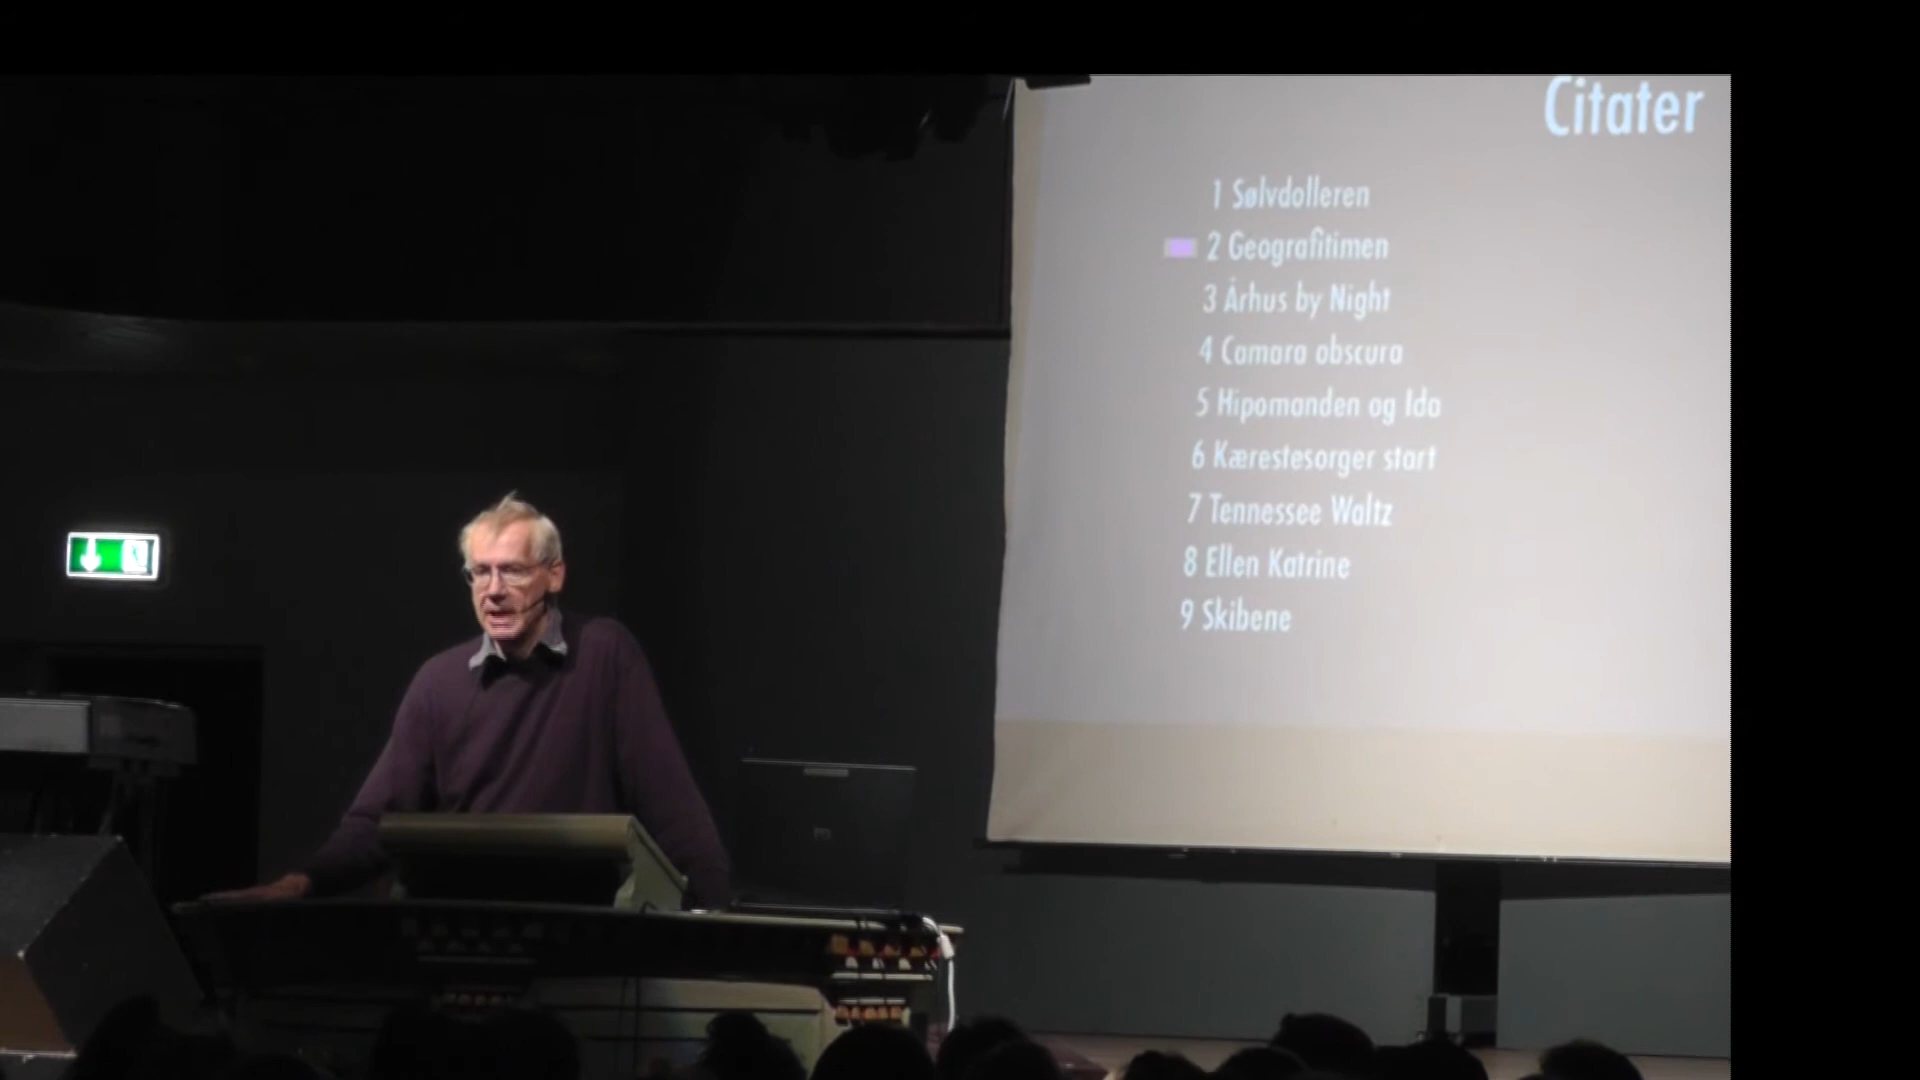 Citater
1 Sølvdolleren
2 Geografitimen
3 Århus by Night
4 Camara obscura
5 Hipomanden og Ida
6 Kærestesorger start
7 Tennessee Waltz
8 Ellen Katrine
9 Skibene